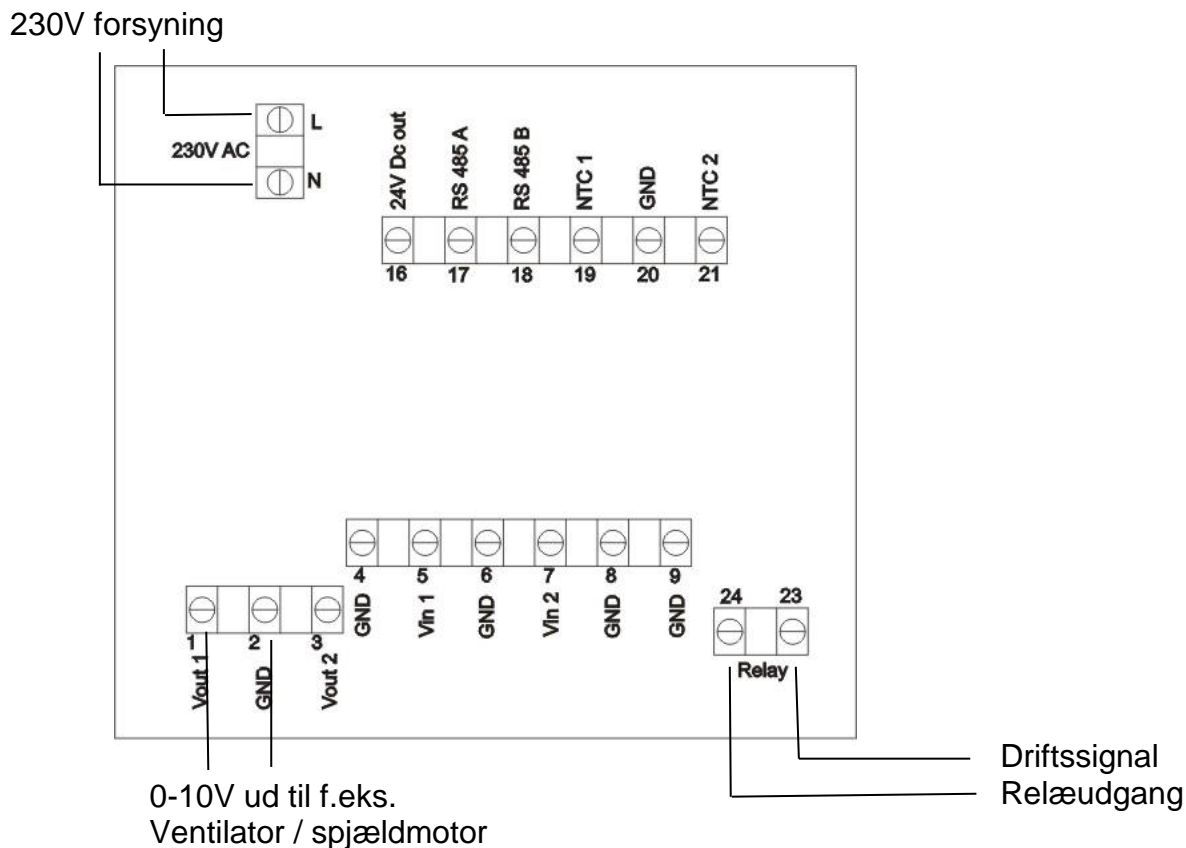 230V forsyning
L
230V AC
N
24V Dc out
RS 485 A
RS 485 B
NTC 1
GND
NTC 2
16 17 18 19 20 21
4 5 6 7 8 9
GND
Vin 1
GND
Vin 2
GND
GND
1 2 3
Vout 1
GND
Vout 2
24 23
Relay
Driftssignal
Relæudgang
0-10V ud til f.eks.
Ventilator / spjældmotor